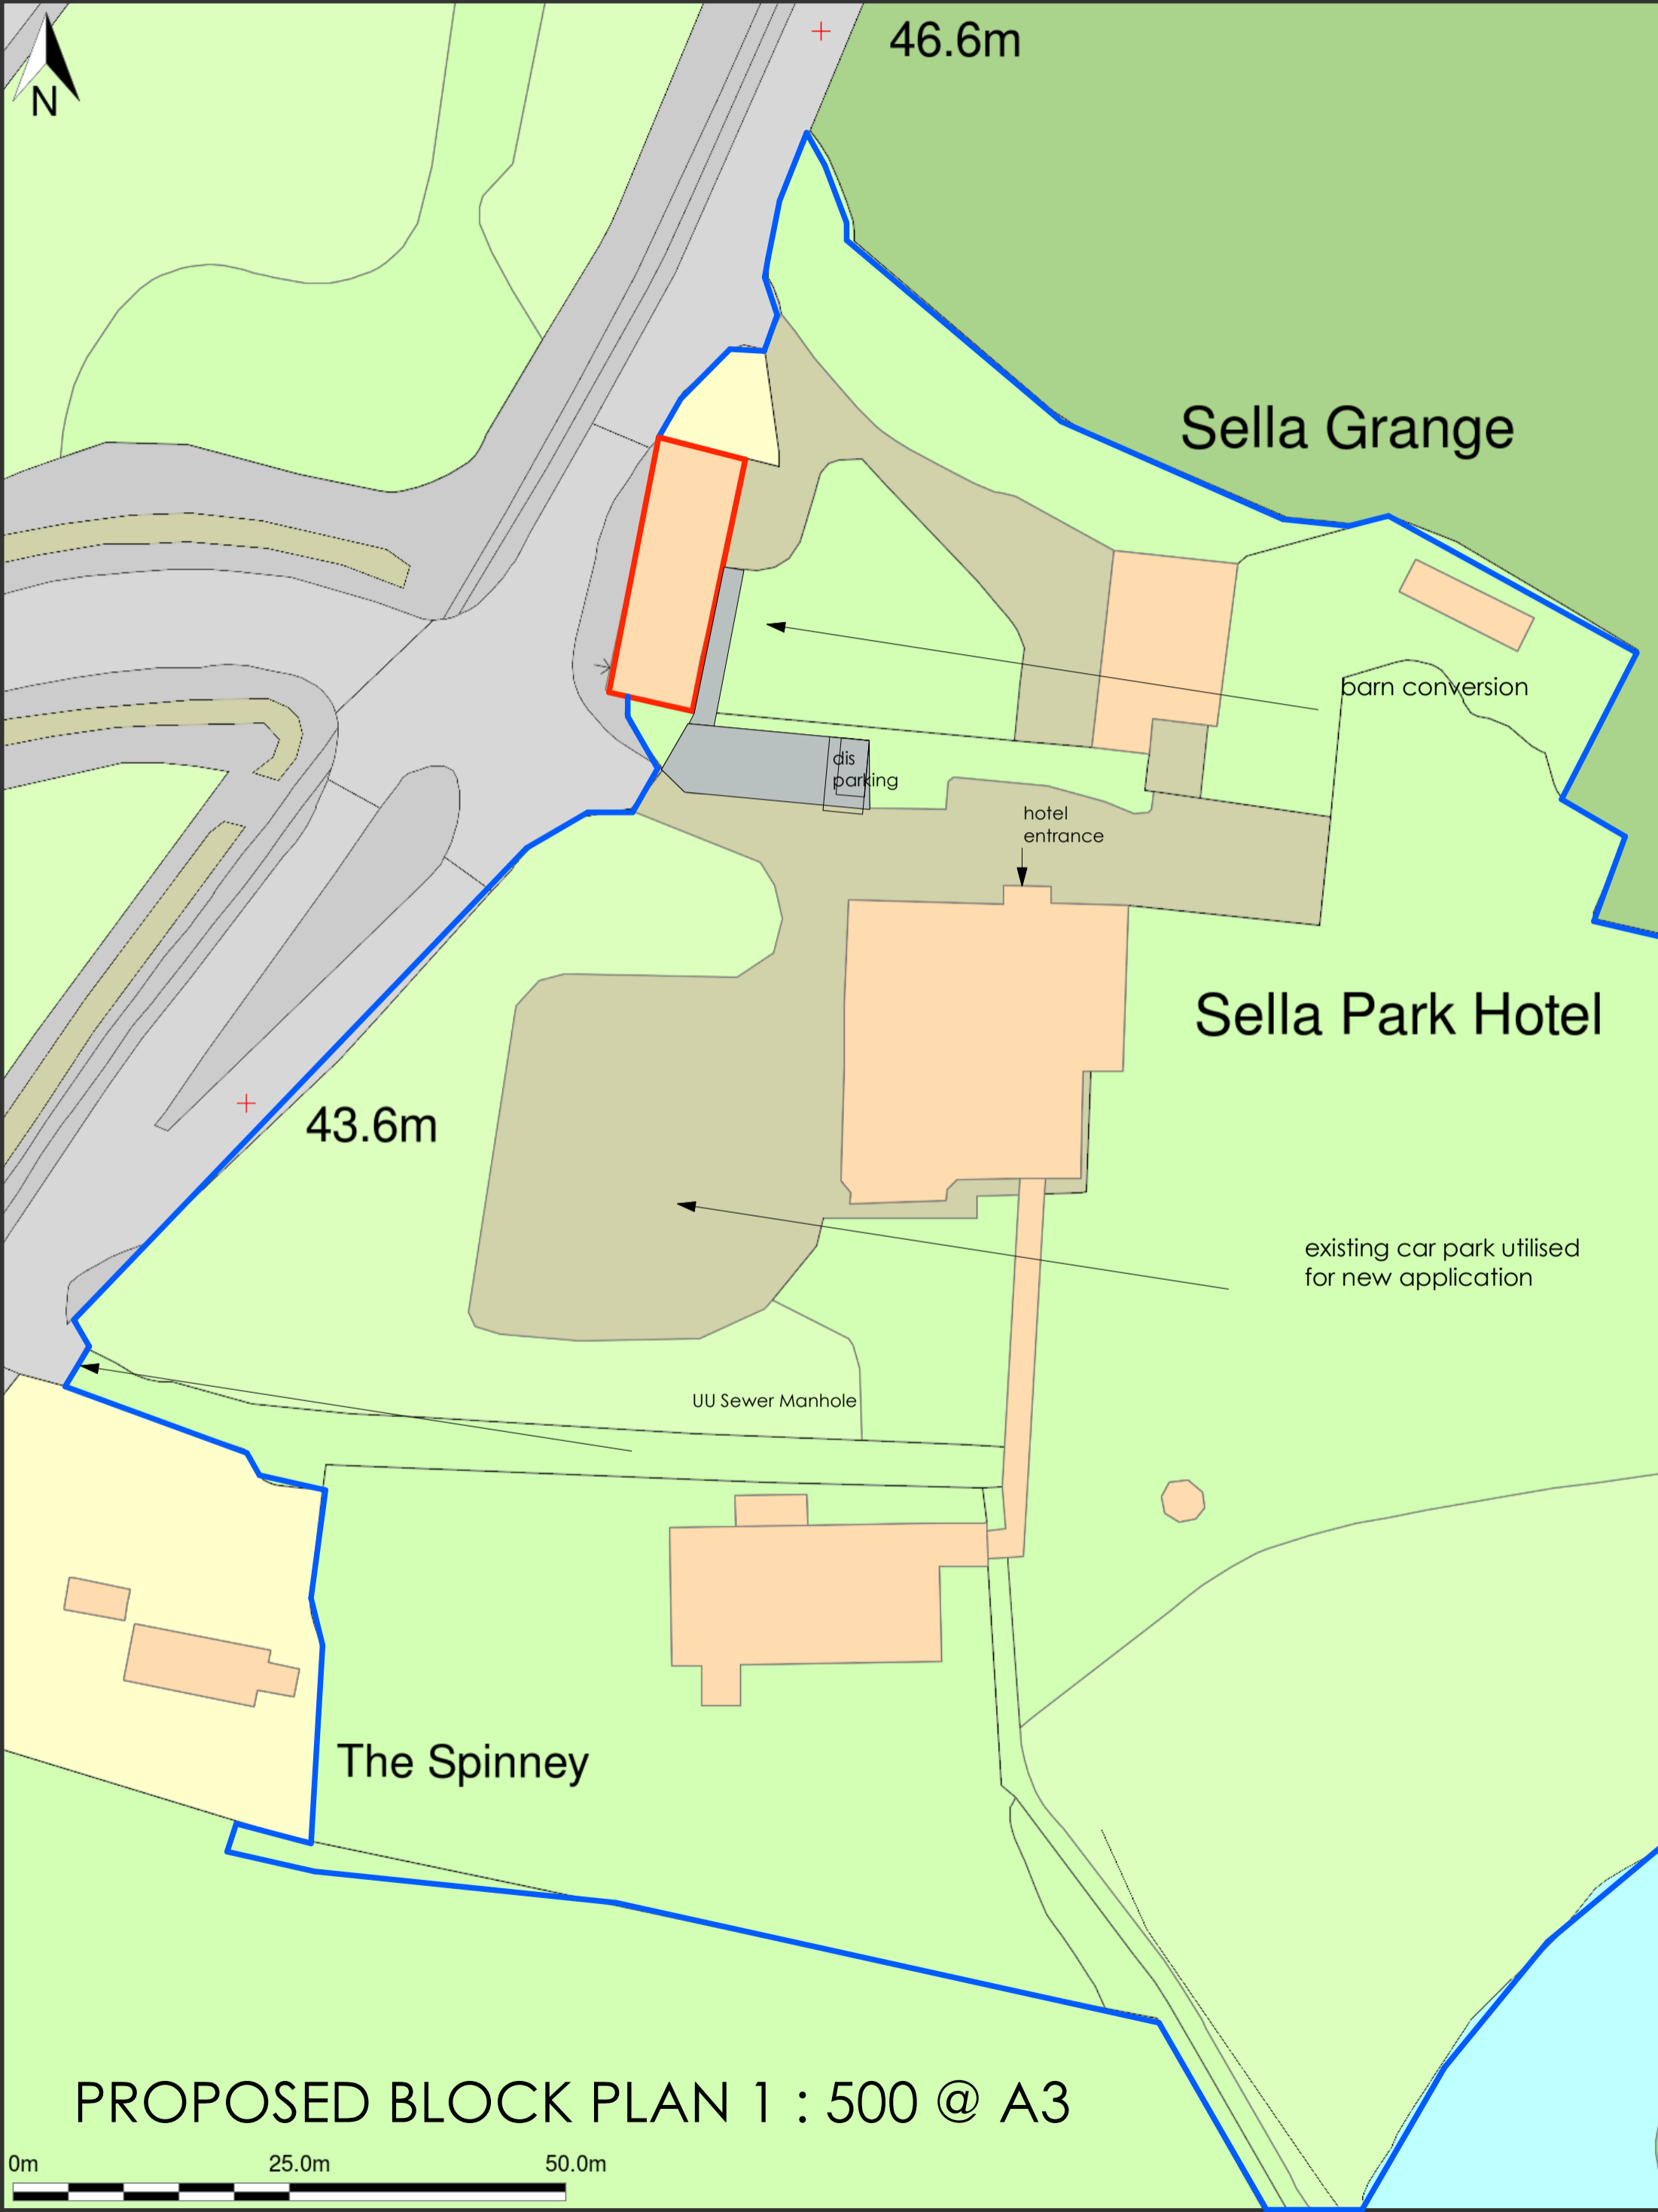 46.6m
N
Sella Grange
barn conversion
dis
parking
hotel
entrance
Sella Park Hotel
43.6m
existing car park utilised
for new application
UU Sewer Manhole
The Spinney
PROPOSED BLOCK PLAN 1 : 500 @ A3
0m 25.0m 50.0m